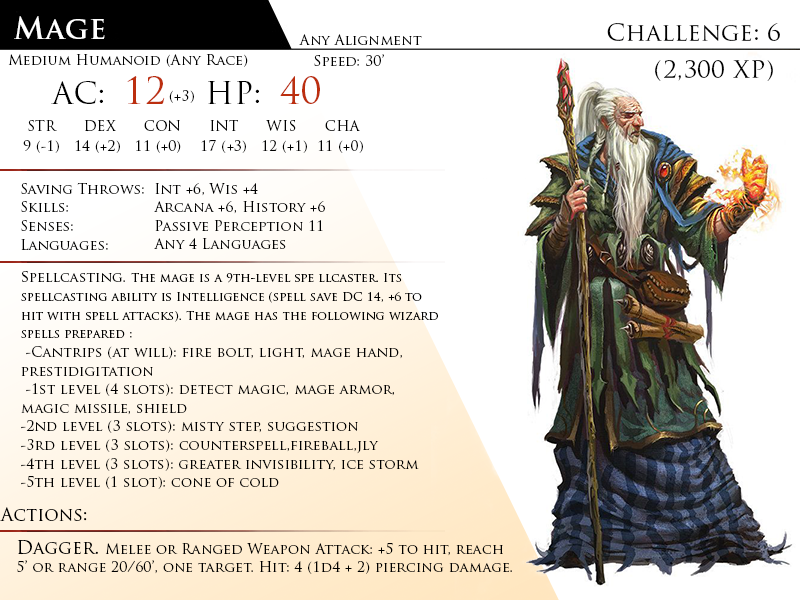 Mage
Any Alignment
Challenge: 6
Medium Humanoid (Any Race)
Speed: 30'
(2,300 XP)
AC: 12 (+3) HP: 40
STR DEX CON INT WIS CHA
9 (-1) 14 (+2) 11 (+0) 17 (+3) 12 (+1) 11 (+0)
Saving Throws: Int +6, Wis +4
Skills: Arcana +6, History +6
Senses: Passive Perception 11
Languages: Any 4 Languages
Spellcasting. The mage is a 9th-level spe llcaster. Its
spellcasting ability is Intelligence (spell save DC 14, +6 to
hit with spell attacks). The mage has the following wizard
spells prepared :
-Cantrips (at will): fire bolt, light, mage hand,
prestidigitation
-1st level (4 slots): detect magic, mage armor,
magic missile, shield
-2nd level (3 slots): misty step, suggestion
-3rd level (3 slots): counterspell,fireball,jly
-4th level (3 slots): greater invisibility, ice storm
-5th level (1 slot): cone of cold
Actions:
Dagger. Melee or Ranged Weapon Attack: +5 to hit, reach
5' or range 20/60', one target. Hit: 4 (1d4 + 2) piercing damage.